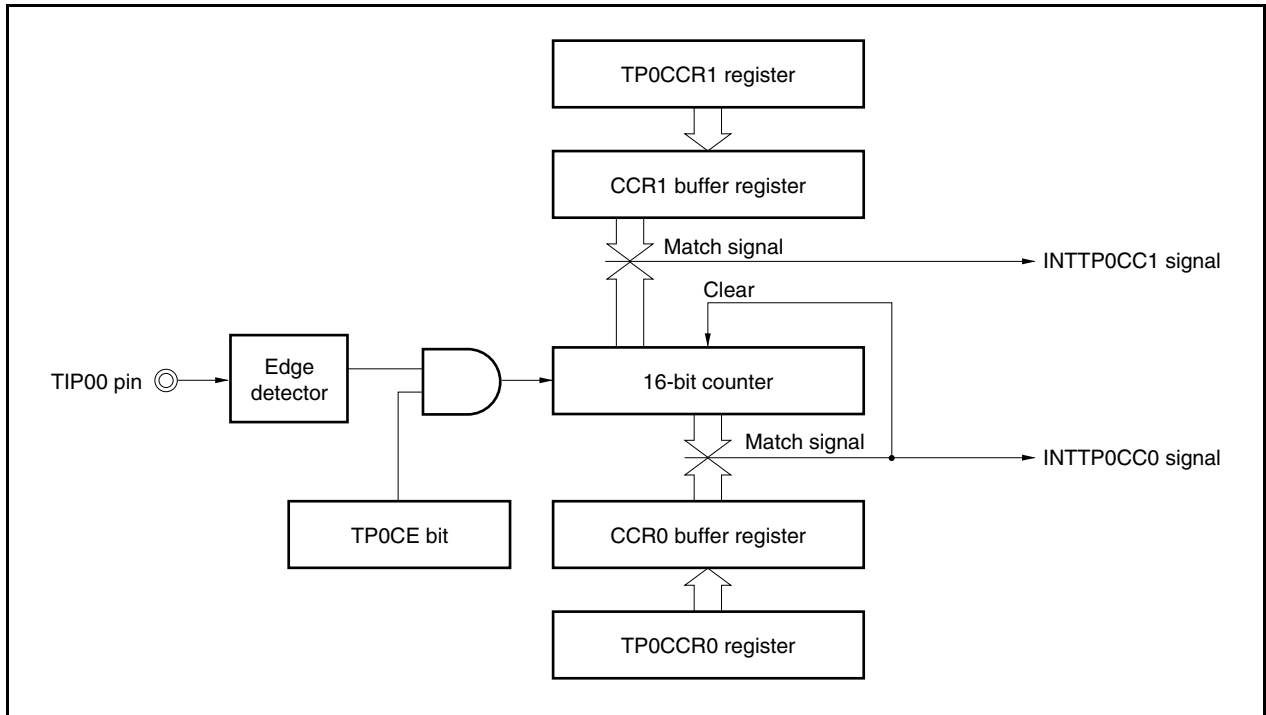 TP0CCR1 register
CCR1 buffer register
Match signal
INTTP0CC1 signal
Clear
TIP00 pin
Edge
detector
16-bit counter
Match signal
INTTP0CC0 signal
TP0CE bit
CCR0 buffer register
TP0CCR0 register